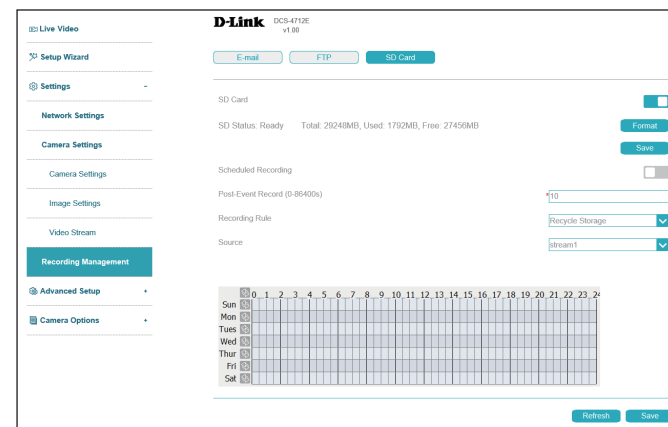 Live Video
Setup Wizard
Settings -
Network Settings
Camera Settings
Camera Settings
Image Settings
Video Stream
Recording Management
Advanced Setup +
Camera Options +
D-Link DCS-4712E
v1.00
E-mail FTP SD Card
SD Card
SD Status: Ready Total: 29248MB, Used: 1792MB, Free: 27456MB Format
Save
Scheduled Recording
Post-Event Record (0-86400s) *10
Recording Rule Recycle Storage
Source stream1
0 1 2 3 4 5 6 7 8 9 10 11 12 13 14 15 16 17 18 19 20 21 22 23 24
Sun
Mon
Tues
Wed
Thur
Fri
Sat
Refresh Save